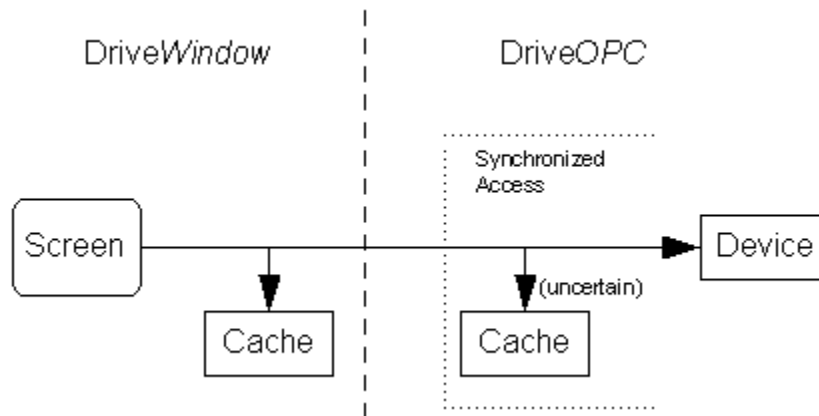 DriveWindow
DriveOPC
Synchronized
Access
Screen
Device
(uncertain)
Cache
Cache